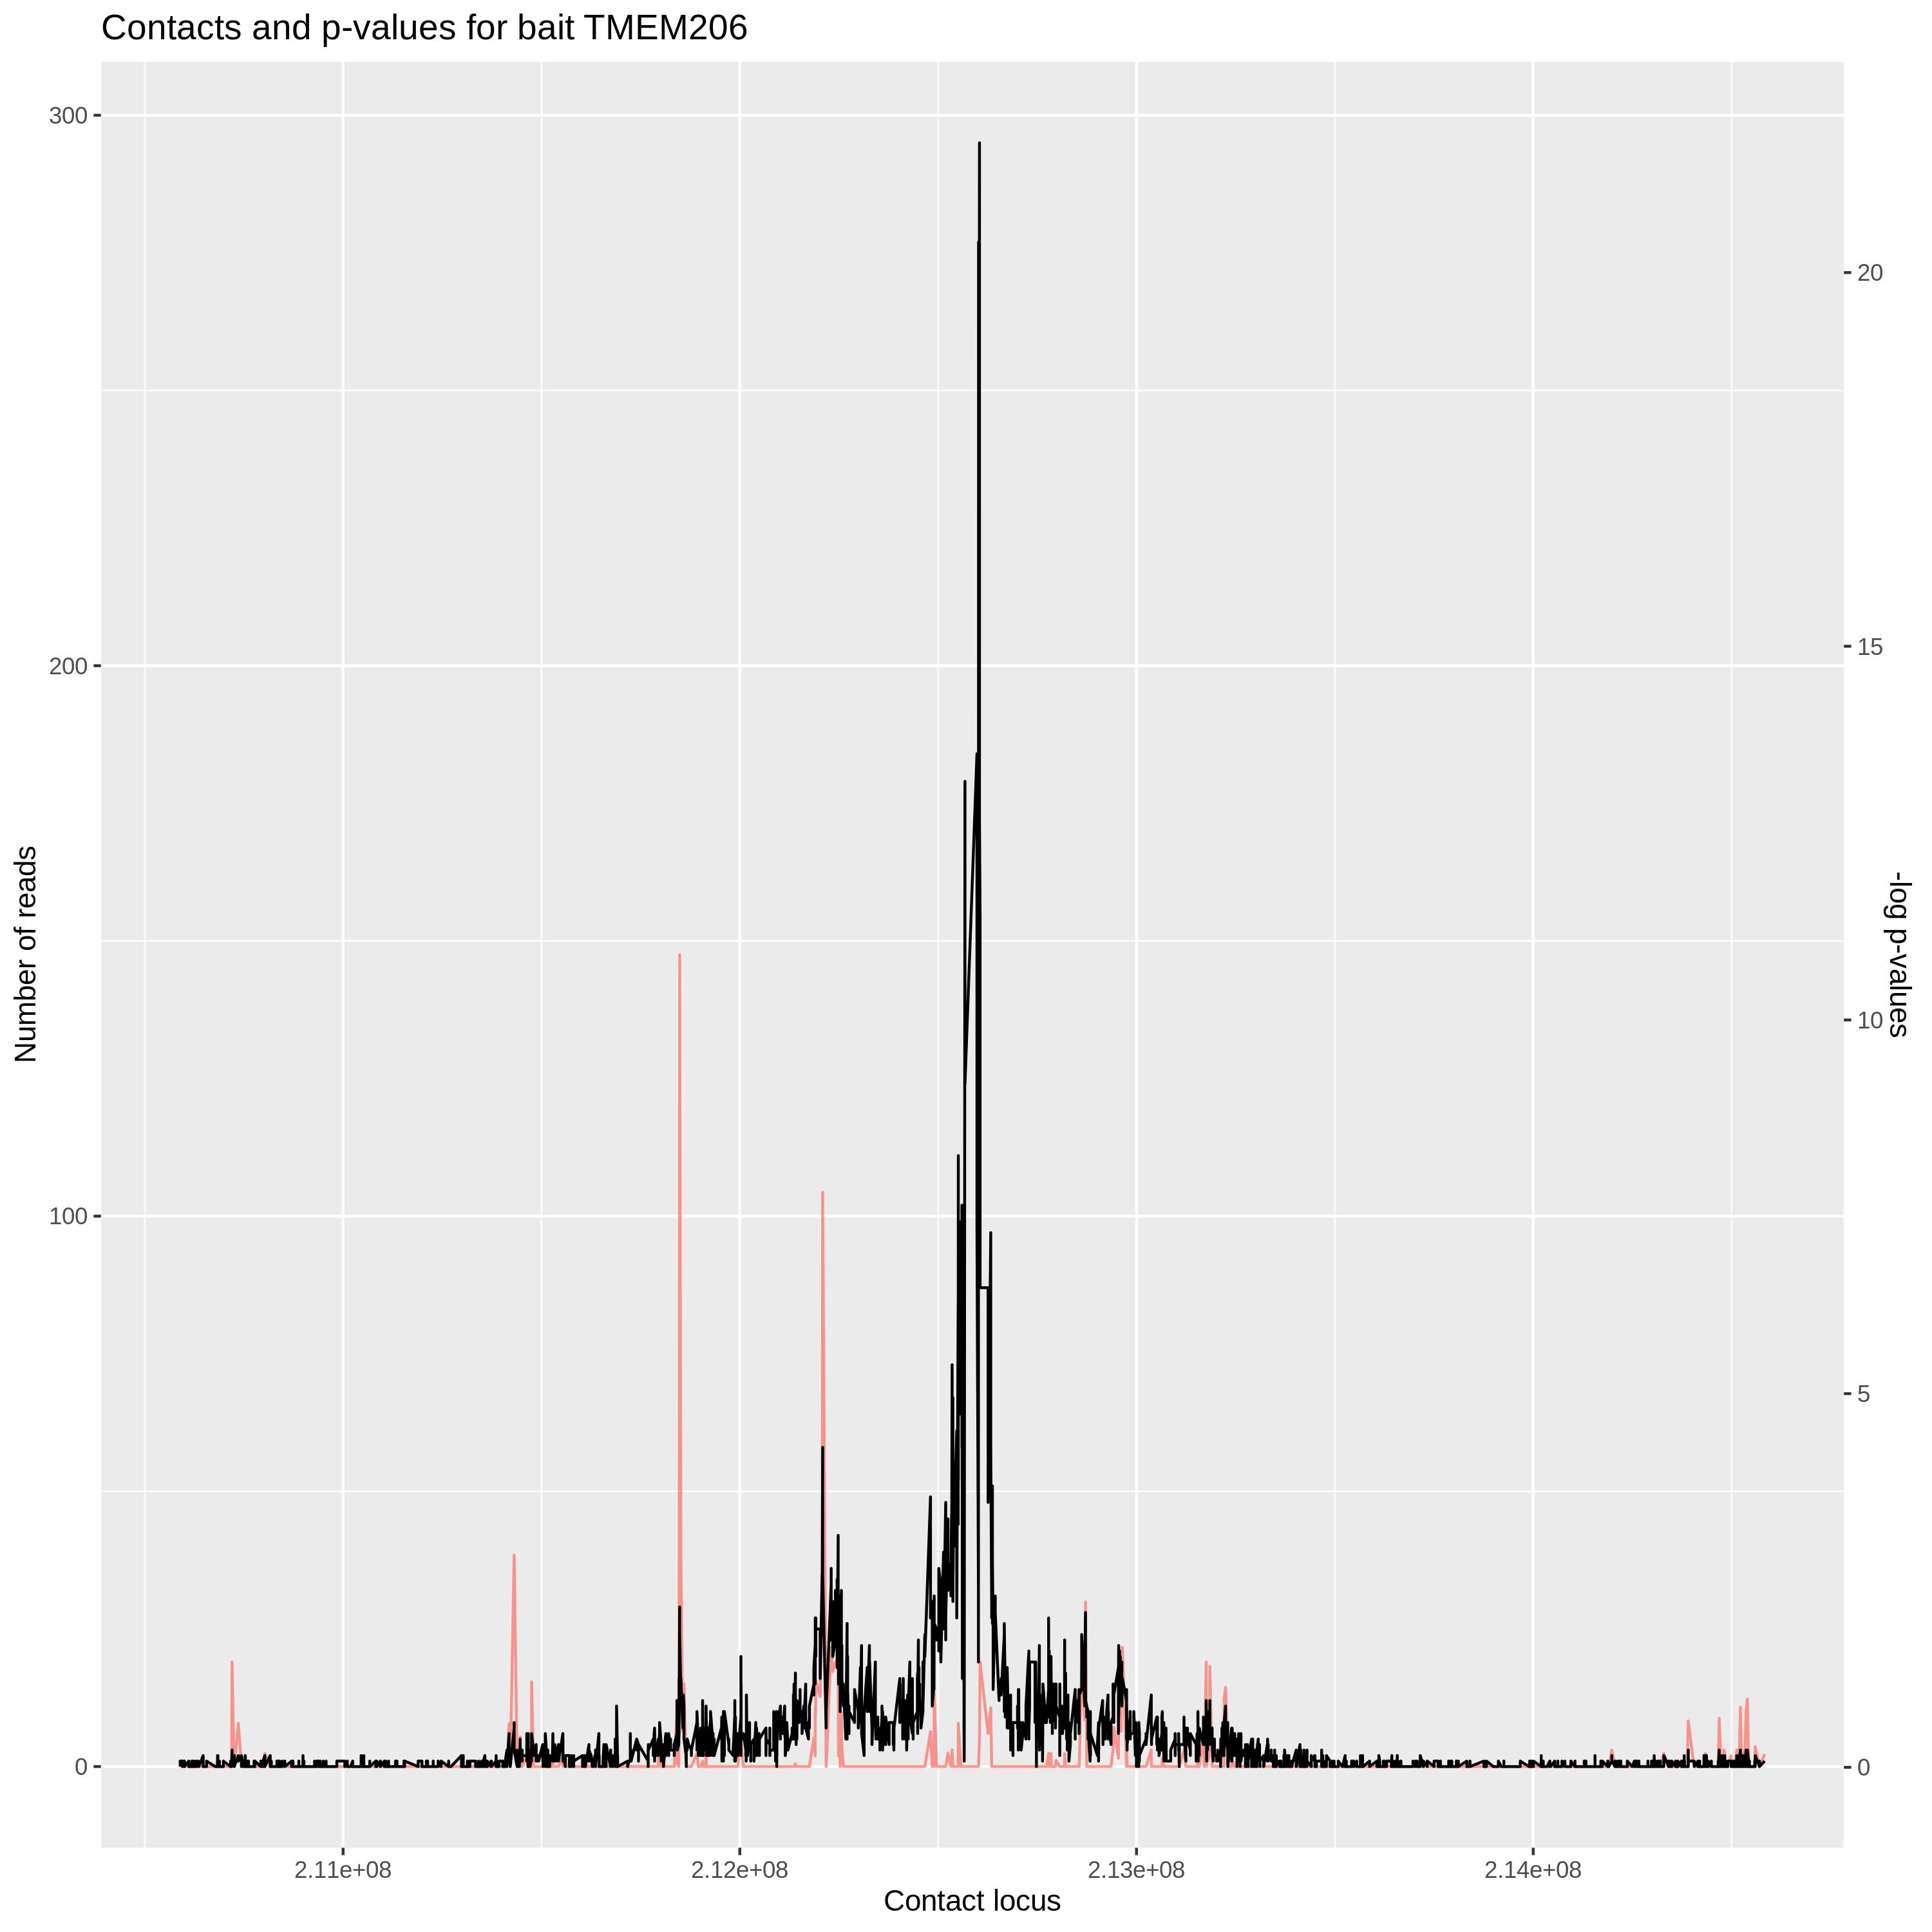 Contacts and p-values for bait TMEM206
300
200
100
0
Number of reads
20
15
10
5
0
-log p-values
2.11e+08
2.12e+08
2.13e+08
2.14e+08
Contact locus